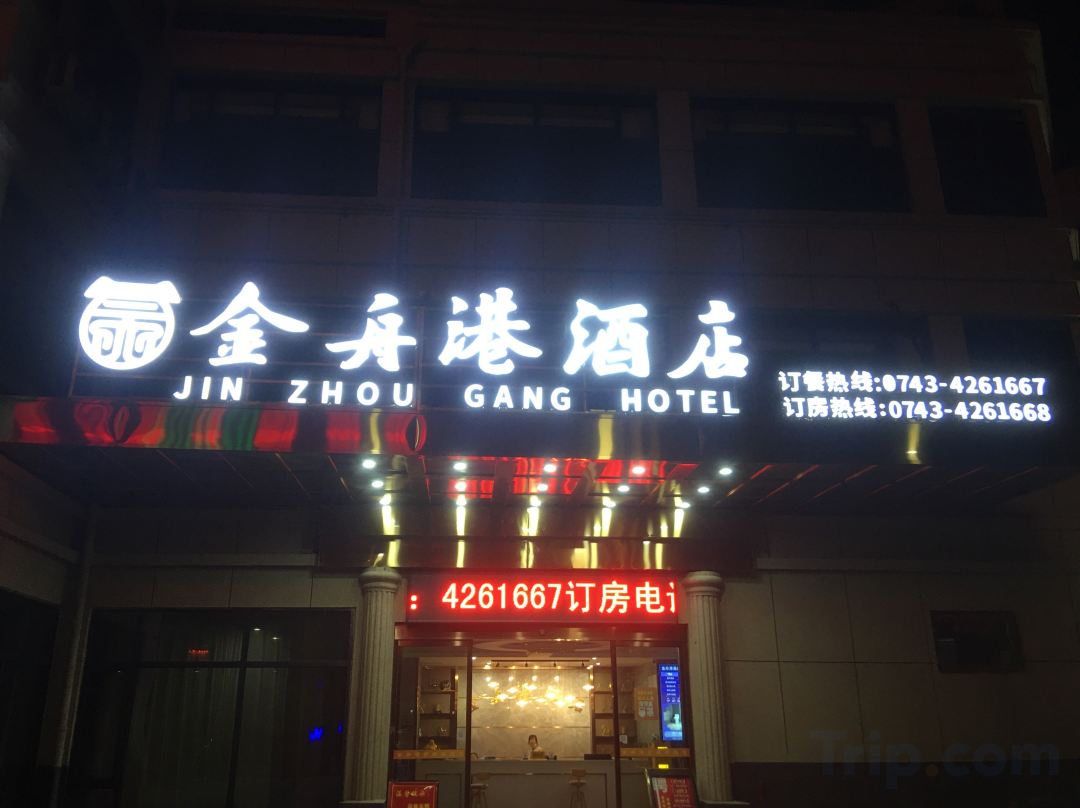 金舟港酒店
JIN ZHOU GANG HOTEL
订餐热线:0743-4261667
订房热线:0743-4261668
：4261667订房电
Trip.com